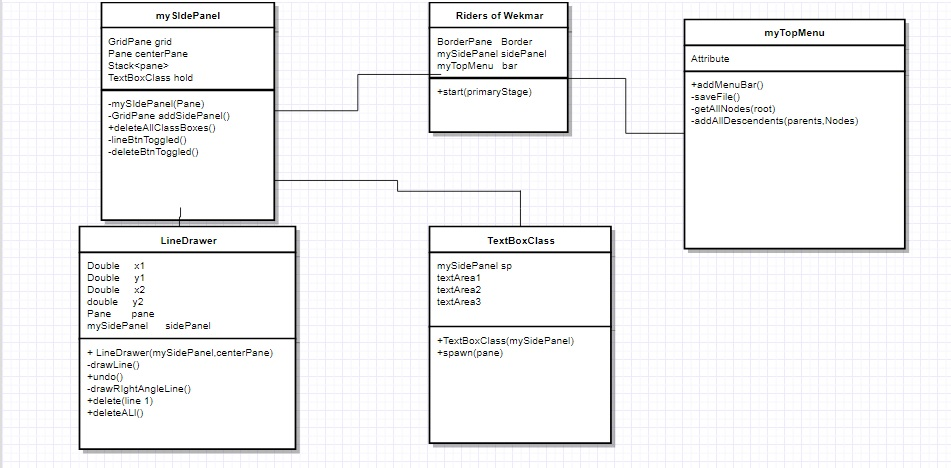 mySIdePanel
GridPane grid
Pane centerPane
Stack<pane>
TextBoxClass hold
-mySIdePanel(Pane)
-GridPane addSidePanel()
+deleteAllClassBoxes()
-lineBtnToggled()
-deleteBtnToggled()
Riders of Wekmar
BorderPane Border
mySidePanel sidePanel
myTopMenu bar
+start(primaryStage)
myTopMenu
Attribute
+addMenuBar()
-saveFile()
-getAllNodes(root)
-addAllDescendents(parents,Nodes)
LineDrawer
Double x1
Double y1
Double x2
double y2
Pane pane
mySidePanel sidePanel
+ LineDrawer(mySidePanel,centerPane)
-drawLine()
+undo()
-drawRIghtAngleLine()
+delete(line 1)
+deleteALl()
TextBoxClass
mySidePanel sp
textArea1
textArea2
textArea3
+TextBoxClass(mySidePanel)
+spawn(pane)